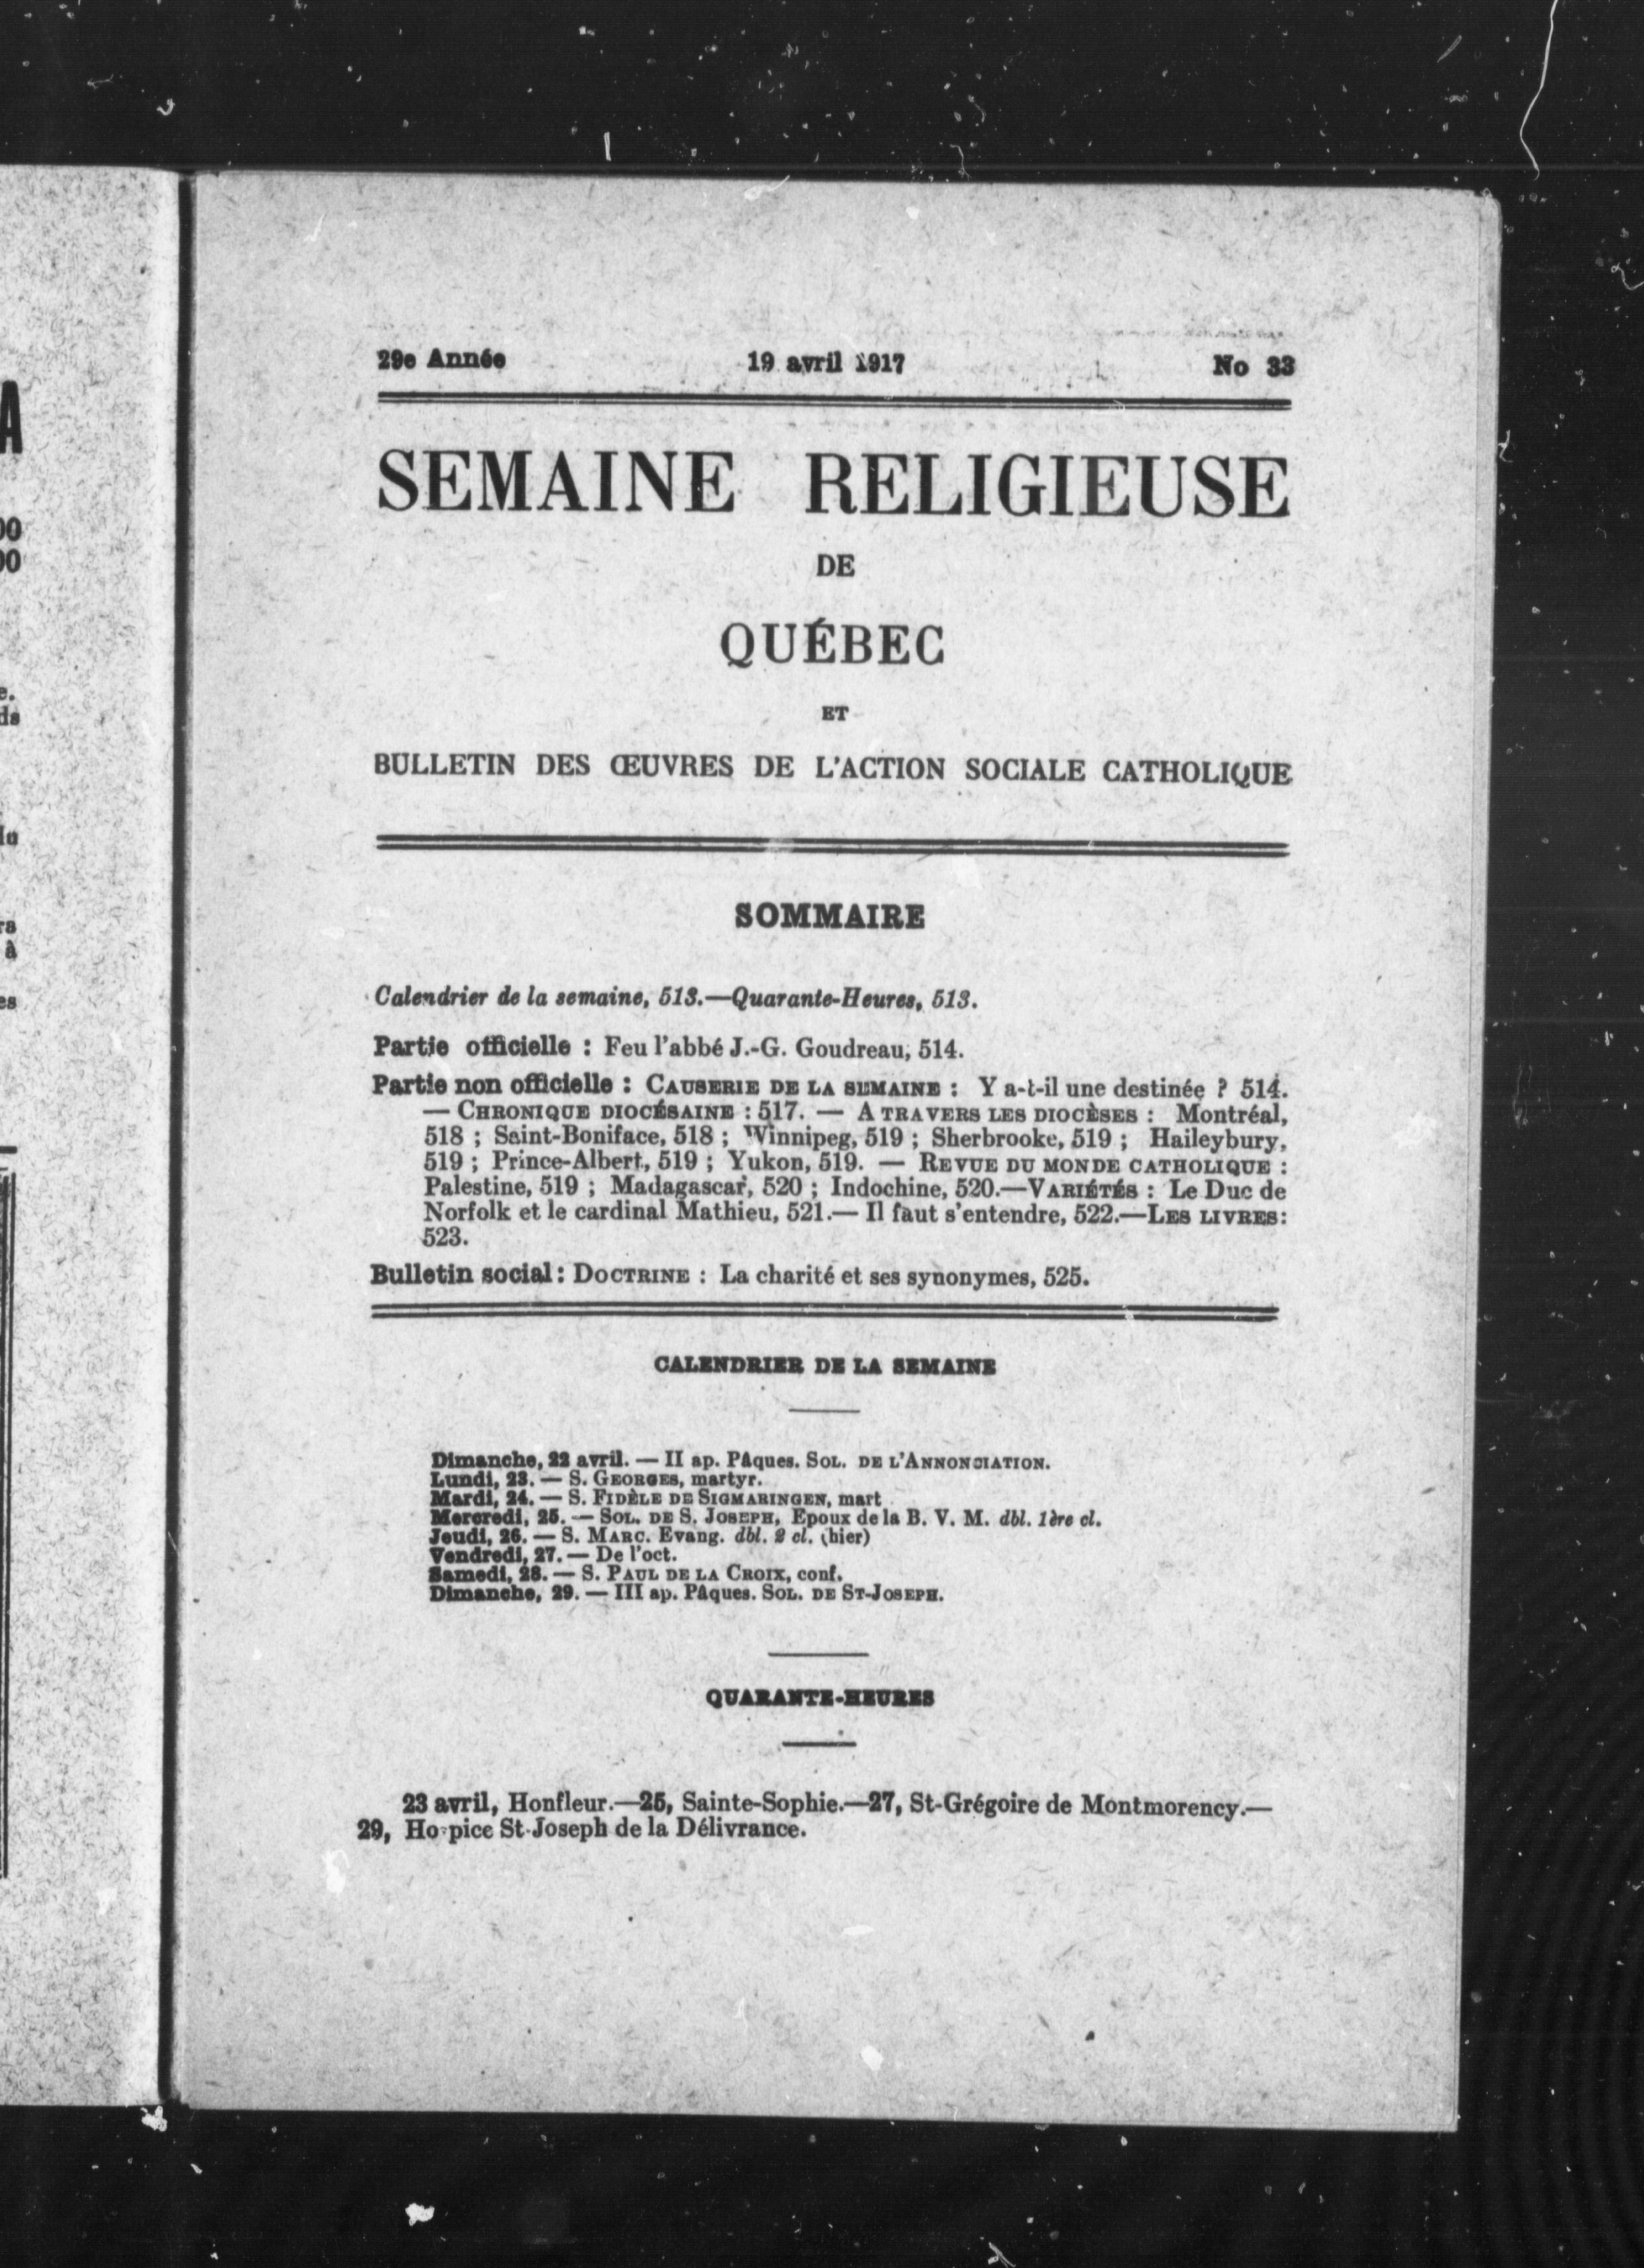 29e Année 19 avril 1917 No 33
SEMAINE RELIGIEUSE
DE
QUÉBEC
ET
BULLETIN DES ŒUVRES DE L'ACTION SOCIALE CATHOLIQUE
SOMMAIRE
Calendrier de la semaine, 513.—Quarante-Heures, 513.
Partie officielle : Feu l'abbé J.-G. Goudreau, 514.
Partie non officielle : CAUSERIE DE LA SEMAINE : Y a-t-il une destinée ? 514.
— CHRONIQUE DIOCÉSAINE : 517. — A TRAVERS LES DIOCÈSES : Montréal,
518 ; Saint-Boniface, 518 ; Winnipeg, 519 ; Sherbrooke, 519 ; Haileybury,
519 ; Prince-Albert, 519 ; Yukon, 519. — REVUE DU MONDE CATHOLIQUE :
Palestine, 519 ; Madagascar, 520 ; Indochine, 520.—VARIÉTÉS : Le Duc de
Norfolk et le cardinal Mathieu, 521.— Il faut s'entendre, 522.—LES LIVRES:
523.
Bulletin social : DOCTRINE : La charité et ses synonymes, 525.
CALENDRIER DE LA SEMAINE
Dimanche, 22 avril. — II ap. Pâques. SOL. DE L'ANNONCIATION.
Lundi, 23. — S. GEORGES, martyr.
Mardi, 24. — S. FIDÈLE DE SIGMARINGEN, mart
Mercredi, 25. — SOL. DE S. JOSEPH, Epoux de la B. V. M. dbl. 1ère cl.
Jeudi, 26. — S. MARC. Evang. dbl. 2 cl. (hier)
Vendredi, 27. — De l'oct.
Samedi, 28. — S. PAUL DE LA CROIX, conf.
Dimanche, 29. — III ap. Pâques. SOL. DE ST-JOSEPH.
QUARANTE-HEURES
23 avril, Honfleur.—25, Sainte-Sophie.—27, St-Grégoire de Montmorency.—
29, Hospice St-Joseph de la Délivrance.